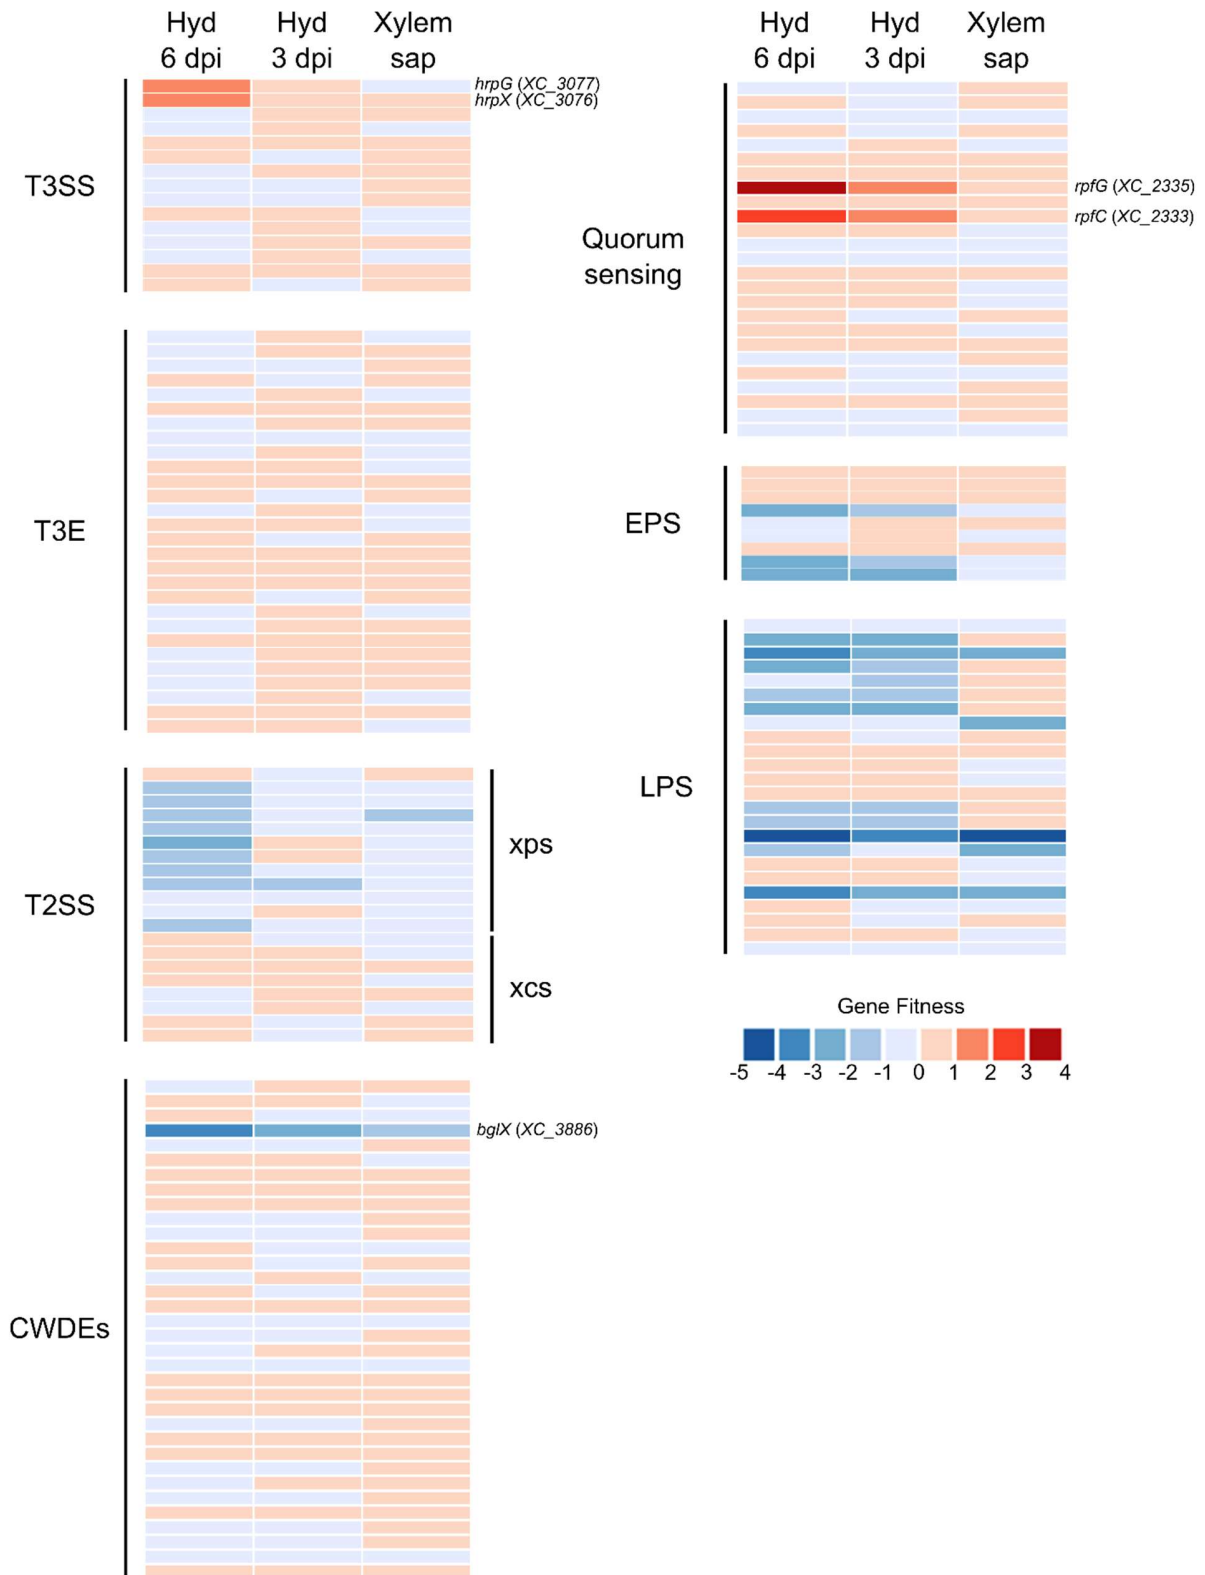 Hyd
6 dpi
Hyd
3 dpi
Xylem
sap
T3SS
hrpG (XC_3077)
hrpX (XC_3076)
T3E
T2SS
xps
xcs
CWDEs
bglX (XC_3886)
Hyd
6 dpi
Hyd
3 dpi
Xylem
sap
Quorum
sensing
rpfG (XC_2335)
rpfC (XC_2333)
EPS
LPS
Gene Fitness
-5 -4 -3 -2 -1 0 1 2 3 4